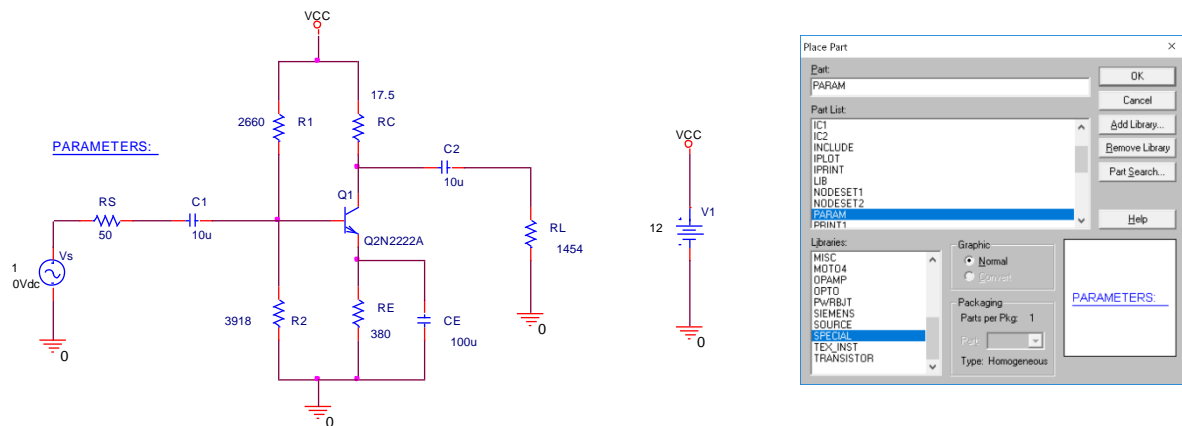 VCC
17.5
2660
R1
RC
PARAMETERS:
C2
10u
Q1
RS
50
C1
10u
Q2N2222A
RL
1454
Vs
1
0Vdc
0
3918
R2
RE
380
CE
100u
0
0
VCC
V1
12
0
Place Part
×
Part:
PARAM
OK
Cancel
Part List:
IC1
IC2
INCLUDE
IPLOT
IPRINT
LIB
NODESET1
NODESET2
PARAM
PRINT1
Add Library...
Remove Library
Part Search...
Help
Libraries:
MISC
MOTO4
OPAMP
OPTO
PWRBJT
SIEMENS
SOURCE
SPECIAL
TEX_INST
TRANSISTOR
Graphic
Normal
Convert
Packaging
Parts per Pkg: 1
Part:
Type: Homogeneous
PARAMETERS: